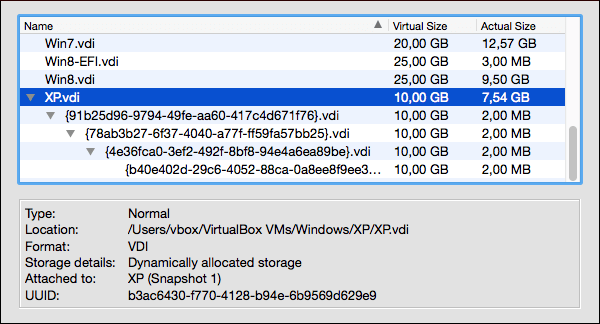 Name Virtual Size Actual Size
Win7.vdi 20,00 GB 12,57 GB
Win8-EFI.vdi 25,00 GB 3,00 MB
Win8.vdi 25,00 GB 9,50 GB
XP.vdi 10,00 GB 7,54 GB
{91b25d96-9794-49fe-aa60-417c4d671f76}.vdi 10,00 GB 2,00 MB
{78ab3b27-6f37-4040-a77f-ff59fa57bb25}.vdi 10,00 GB 2,00 MB
{4e36fca0-3ef2-492f-8bf8-94e4a6ea89be}.vdi 10,00 GB 2,00 MB
{b40e402d-29c6-4052-88ca-0a8ee8f9ee3... 10,00 GB 2,00 MB
Type: Normal
Location: /Users/vbox/VirtualBox VMs/Windows/XP/XP.vdi
Format: VDI
Storage details: Dynamically allocated storage
Attached to: XP (Snapshot 1)
UUID: b3ac6430-f770-4128-b94e-6b9569d629e9